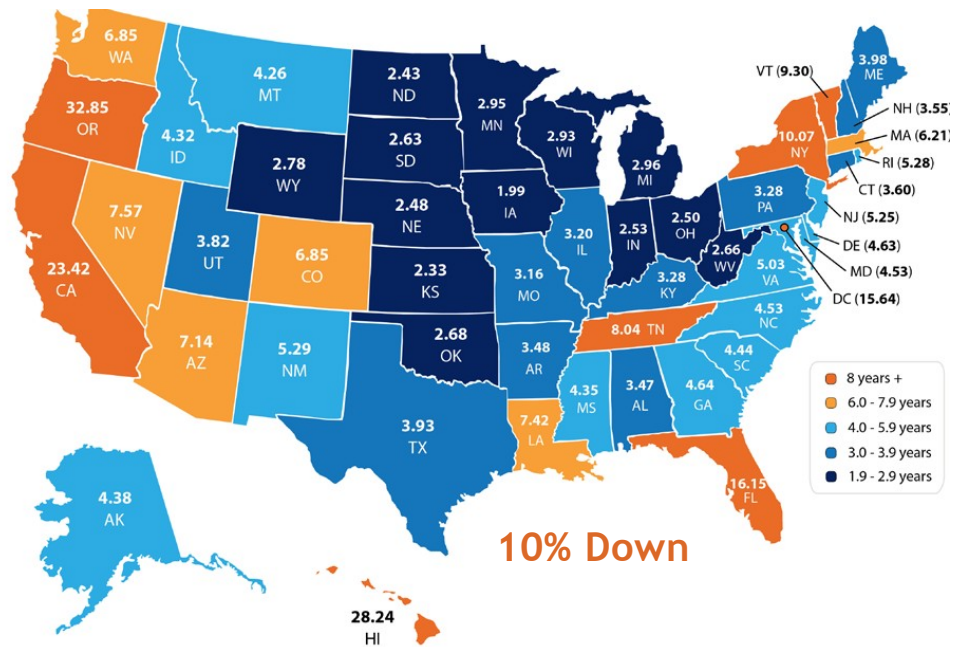 6.85
WA
32.85
OR
23.42
CA
7.57
NV
4.32
ID
4.26
MT
2.78
WY
3.82
UT
6.85
CO
7.14
AZ
5.29
NM
2.43
ND
2.63
SD
2.48
NE
2.33
KS
2.68
OK
3.93
TX
2.95
MN
1.99
IA
3.16
MO
3.48
AR
7.42
LA
2.93
WI
3.20
IL
2.96
MI
2.53
IN
2.50
OH
3.28
KY
8.04 TN
4.35
MS
3.47
AL
4.64
GA
16.15
FL
4.44
SC
4.53
NC
5.03
VA
2.66
WV
3.28
PA
10.07
NY
3.98
ME
VT (9.30)
NH (3.55)
MA (6.21)
RI (5.28)
CT (3.60)
NJ (5.25)
DE (4.63)
MD (4.53)
DC (15.64)
8 years +
6.0 - 7.9 years
4.0 - 5.9 years
3.0 - 3.9 years
1.9 - 2.9 years
4.38
AK
28.24
HI
10% Down